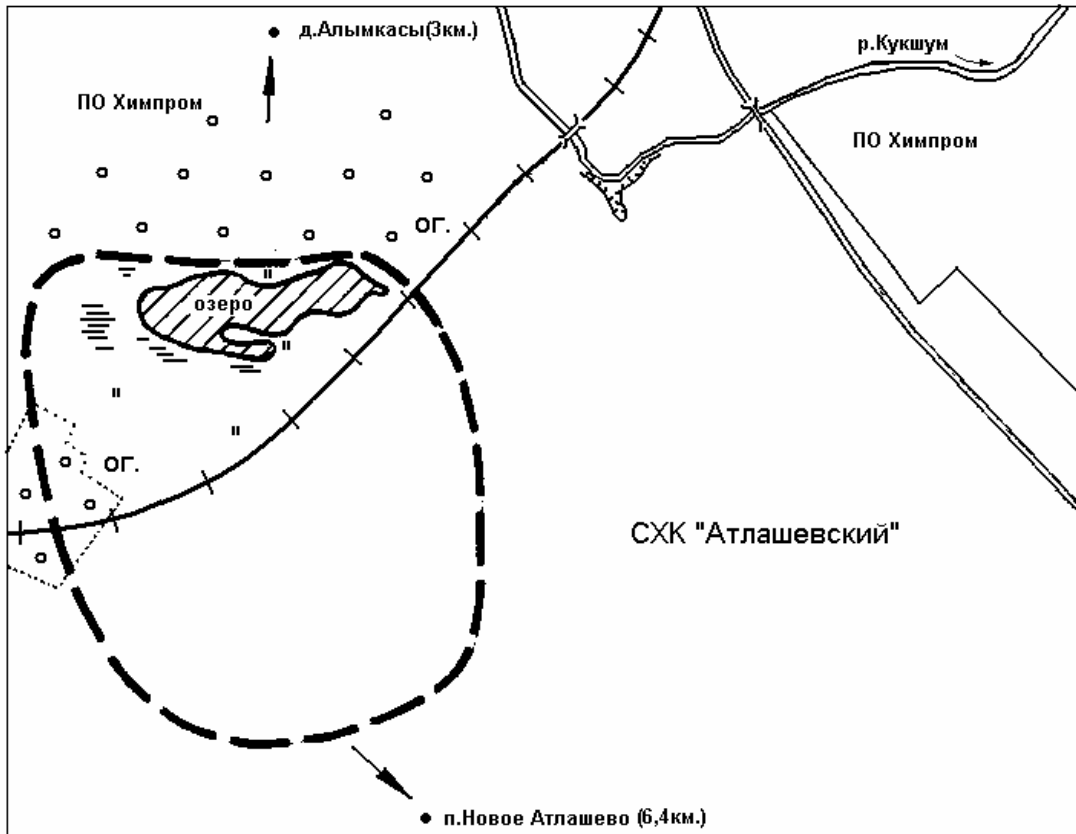 д.Алымкасы(3км.)
р.Кукшум
ПО Химпром
ПО Химпром
ОГ.
озеро
ОГ.
СХК "Атлашевский"
п.Новое Атлашево (6,4км.)